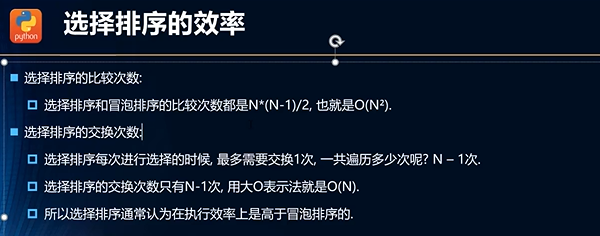 python
选择排序的效率
选择排序的比较次数:
选择排序和冒泡排序的比较次数都是N*(N-1)/2, 也就是O(N²).
选择排序的交换次数:
选择排序每次进行选择的时候, 最多需要交换1次, 一共遍历多少次呢? N – 1次.
选择排序的交换次数只有N-1次, 用大O表示法就是O(N).
所以选择排序通常认为在执行效率上是高于冒泡排序的.